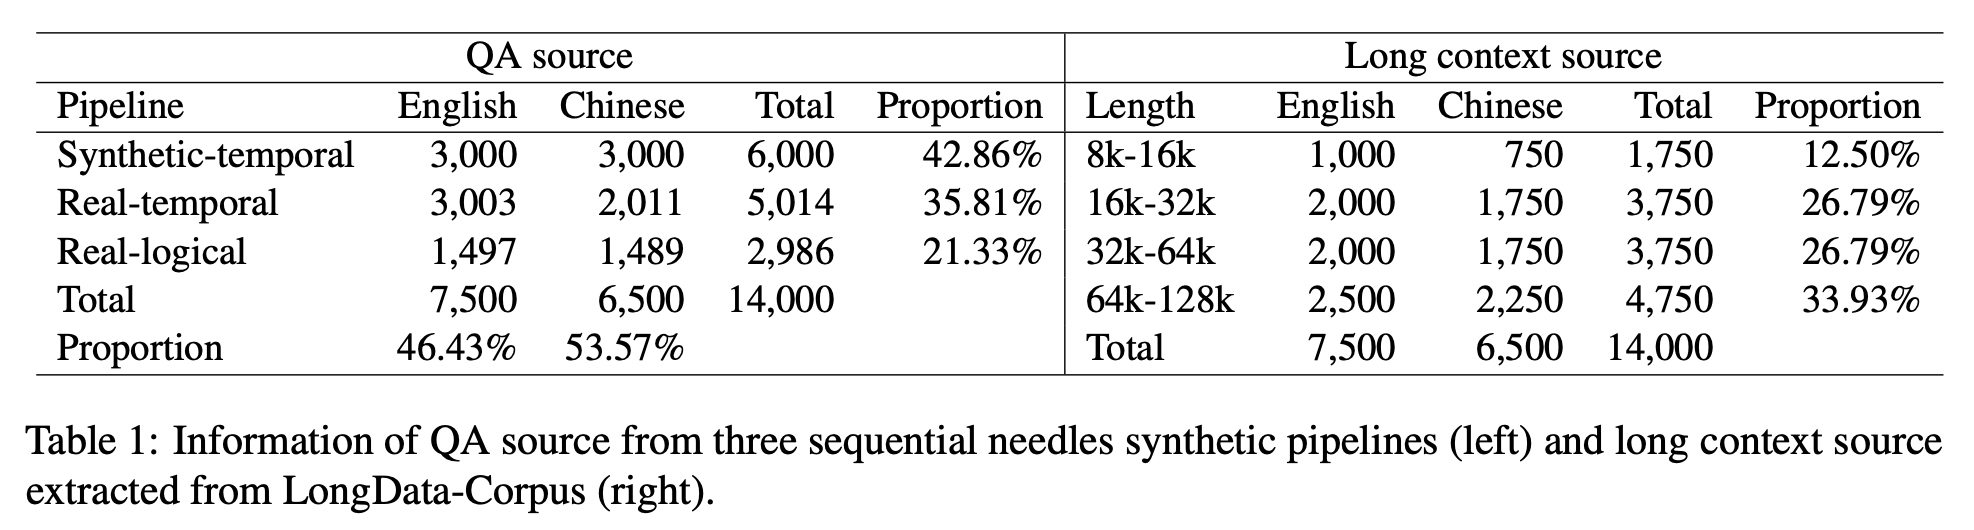 QA source Long context source
Pipeline English Chinese Total Proportion Length English Chinese Total Proportion
Synthetic-temporal 3,000 3,000 6,000 42.86% 8k-16k 1,000 750 1,750 12.50%
Real-temporal 3,003 2,011 5,014 35.81% 16k-32k 2,000 1,750 3,750 26.79%
Real-logical 1,497 1,489 2,986 21.33% 32k-64k 2,000 1,750 3,750 26.79%
Total 7,500 6,500 14,000 64k-128k 2,500 2,250 4,750 33.93%
Proportion 46.43% 53.57% Total 7,500 6,500 14,000
Table 1: Information of QA source from three sequential needles synthetic pipelines (left) and long context source
extracted from LongData-Corpus (right).